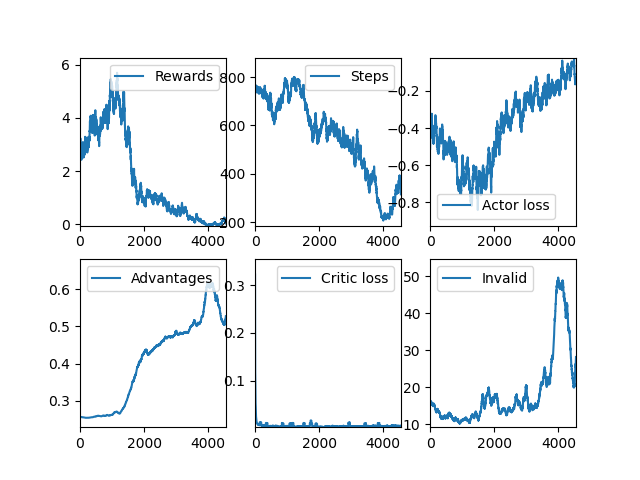 Rewards
6
4
2
0
0 2000 4000
Steps
800
600
400
200
0 2000 4000
Actor loss
−0.2
−0.4
−0.6
−0.8
0 2000 4000
Advantages
0.6
0.5
0.4
0.3
0 2000 4000
Critic loss
0.3
0.2
0.1
0 2000 4000
Invalid
50
40
30
20
10
0 2000 4000